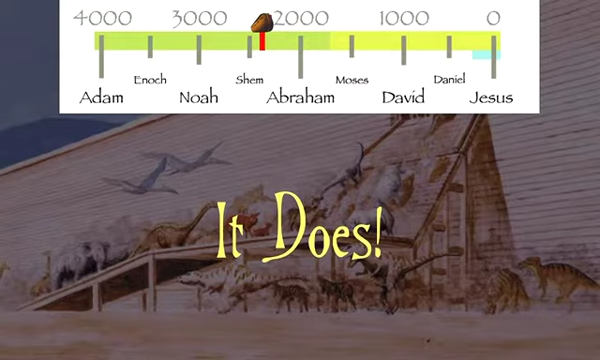 4000 3000 2000 1000 0
Enoch Shem Moses Daniel
Adam Noah Abraham David Jesus
It Does!